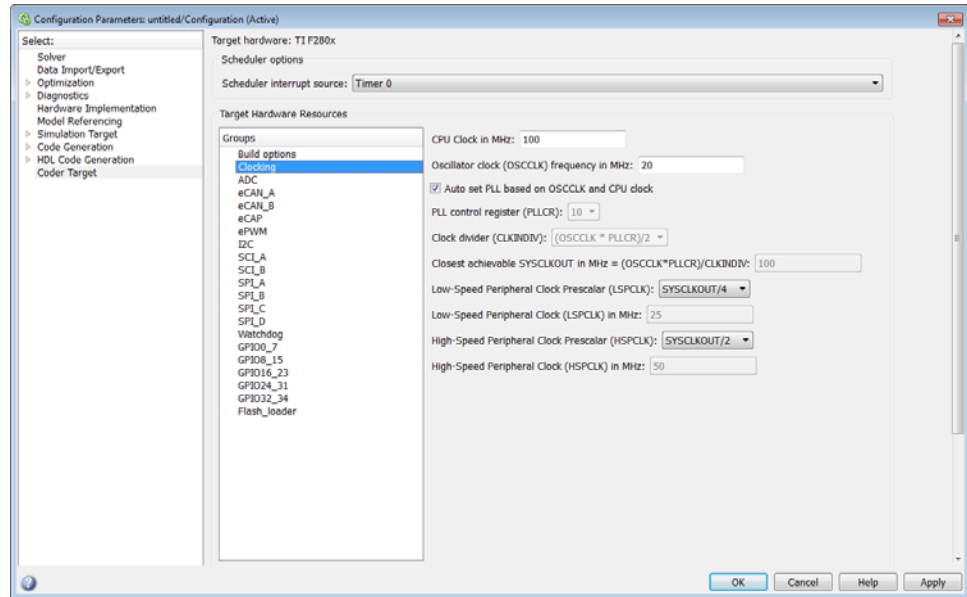 Configuration Parameters: untitled/Configuration (Active)
Select:
Solver
Data Import/Export
Optimization
Diagnostics
Hardware Implementation
Model Referencing
Simulation Target
Code Generation
HDL Code Generation
Coder Target
Target hardware: TI F280x
Scheduler options
Scheduler interrupt source: Timer 0
Target Hardware Resources
Groups
Build options
Clocking
ADC
eCAN_A
eCAN_B
eCAP
ePWM
I2C
SCI_A
SCI_B
SPI_A
SPI_B
SPI_C
SPI_D
Watchdog
GPIO0_7
GPIO8_15
GPIO16_23
GPIO24_31
GPIO32_34
Flash_loader
CPU Clock in MHz: 100
Oscillator clock (OSCCLK) frequency in MHz: 20
Auto set PLL based on OSCCLK and CPU clock
PLL control register (PLLCR): 10
Clock divider (CLKINDIV): (OSCCLK * PLLCR)/2
Closest achievable SYSCLKOUT in MHz = (OSCCLK*PLLCR)/CLKINDIV: 100
Low-Speed Peripheral Clock Prescalar (LSPCLK): SYSCLKOUT/4
Low-Speed Peripheral Clock (LSPCLK) in MHz: 25
High-Speed Peripheral Clock Prescalar (HSPCLK): SYSCLKOUT/2
High-Speed Peripheral Clock (HSPCLK) in MHz: 50
OK
Cancel
Help
Apply